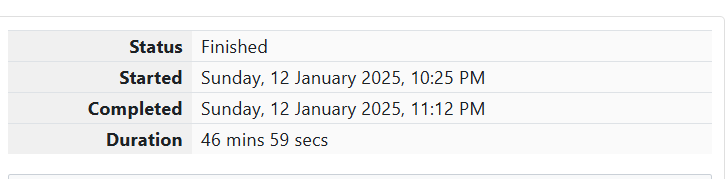 Status Finished
Started Sunday, 12 January 2025, 10:25 PM
Completed Sunday, 12 January 2025, 11:12 PM
Duration 46 mins 59 secs